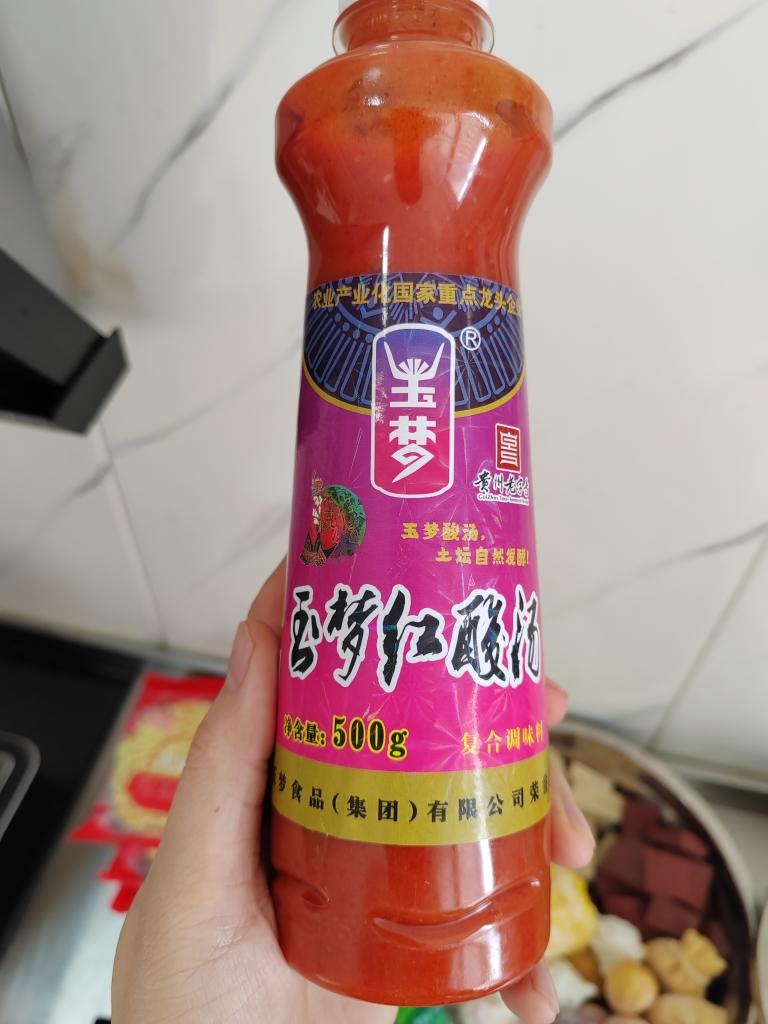 农业产业化国家重点龙头企
玉梦
®
贵州老字号
玉梦酸汤,
土坛自然发酵!
玉梦红酸汤
净含量:500g
复合调味料
玉梦食品(集团)有限公司荣